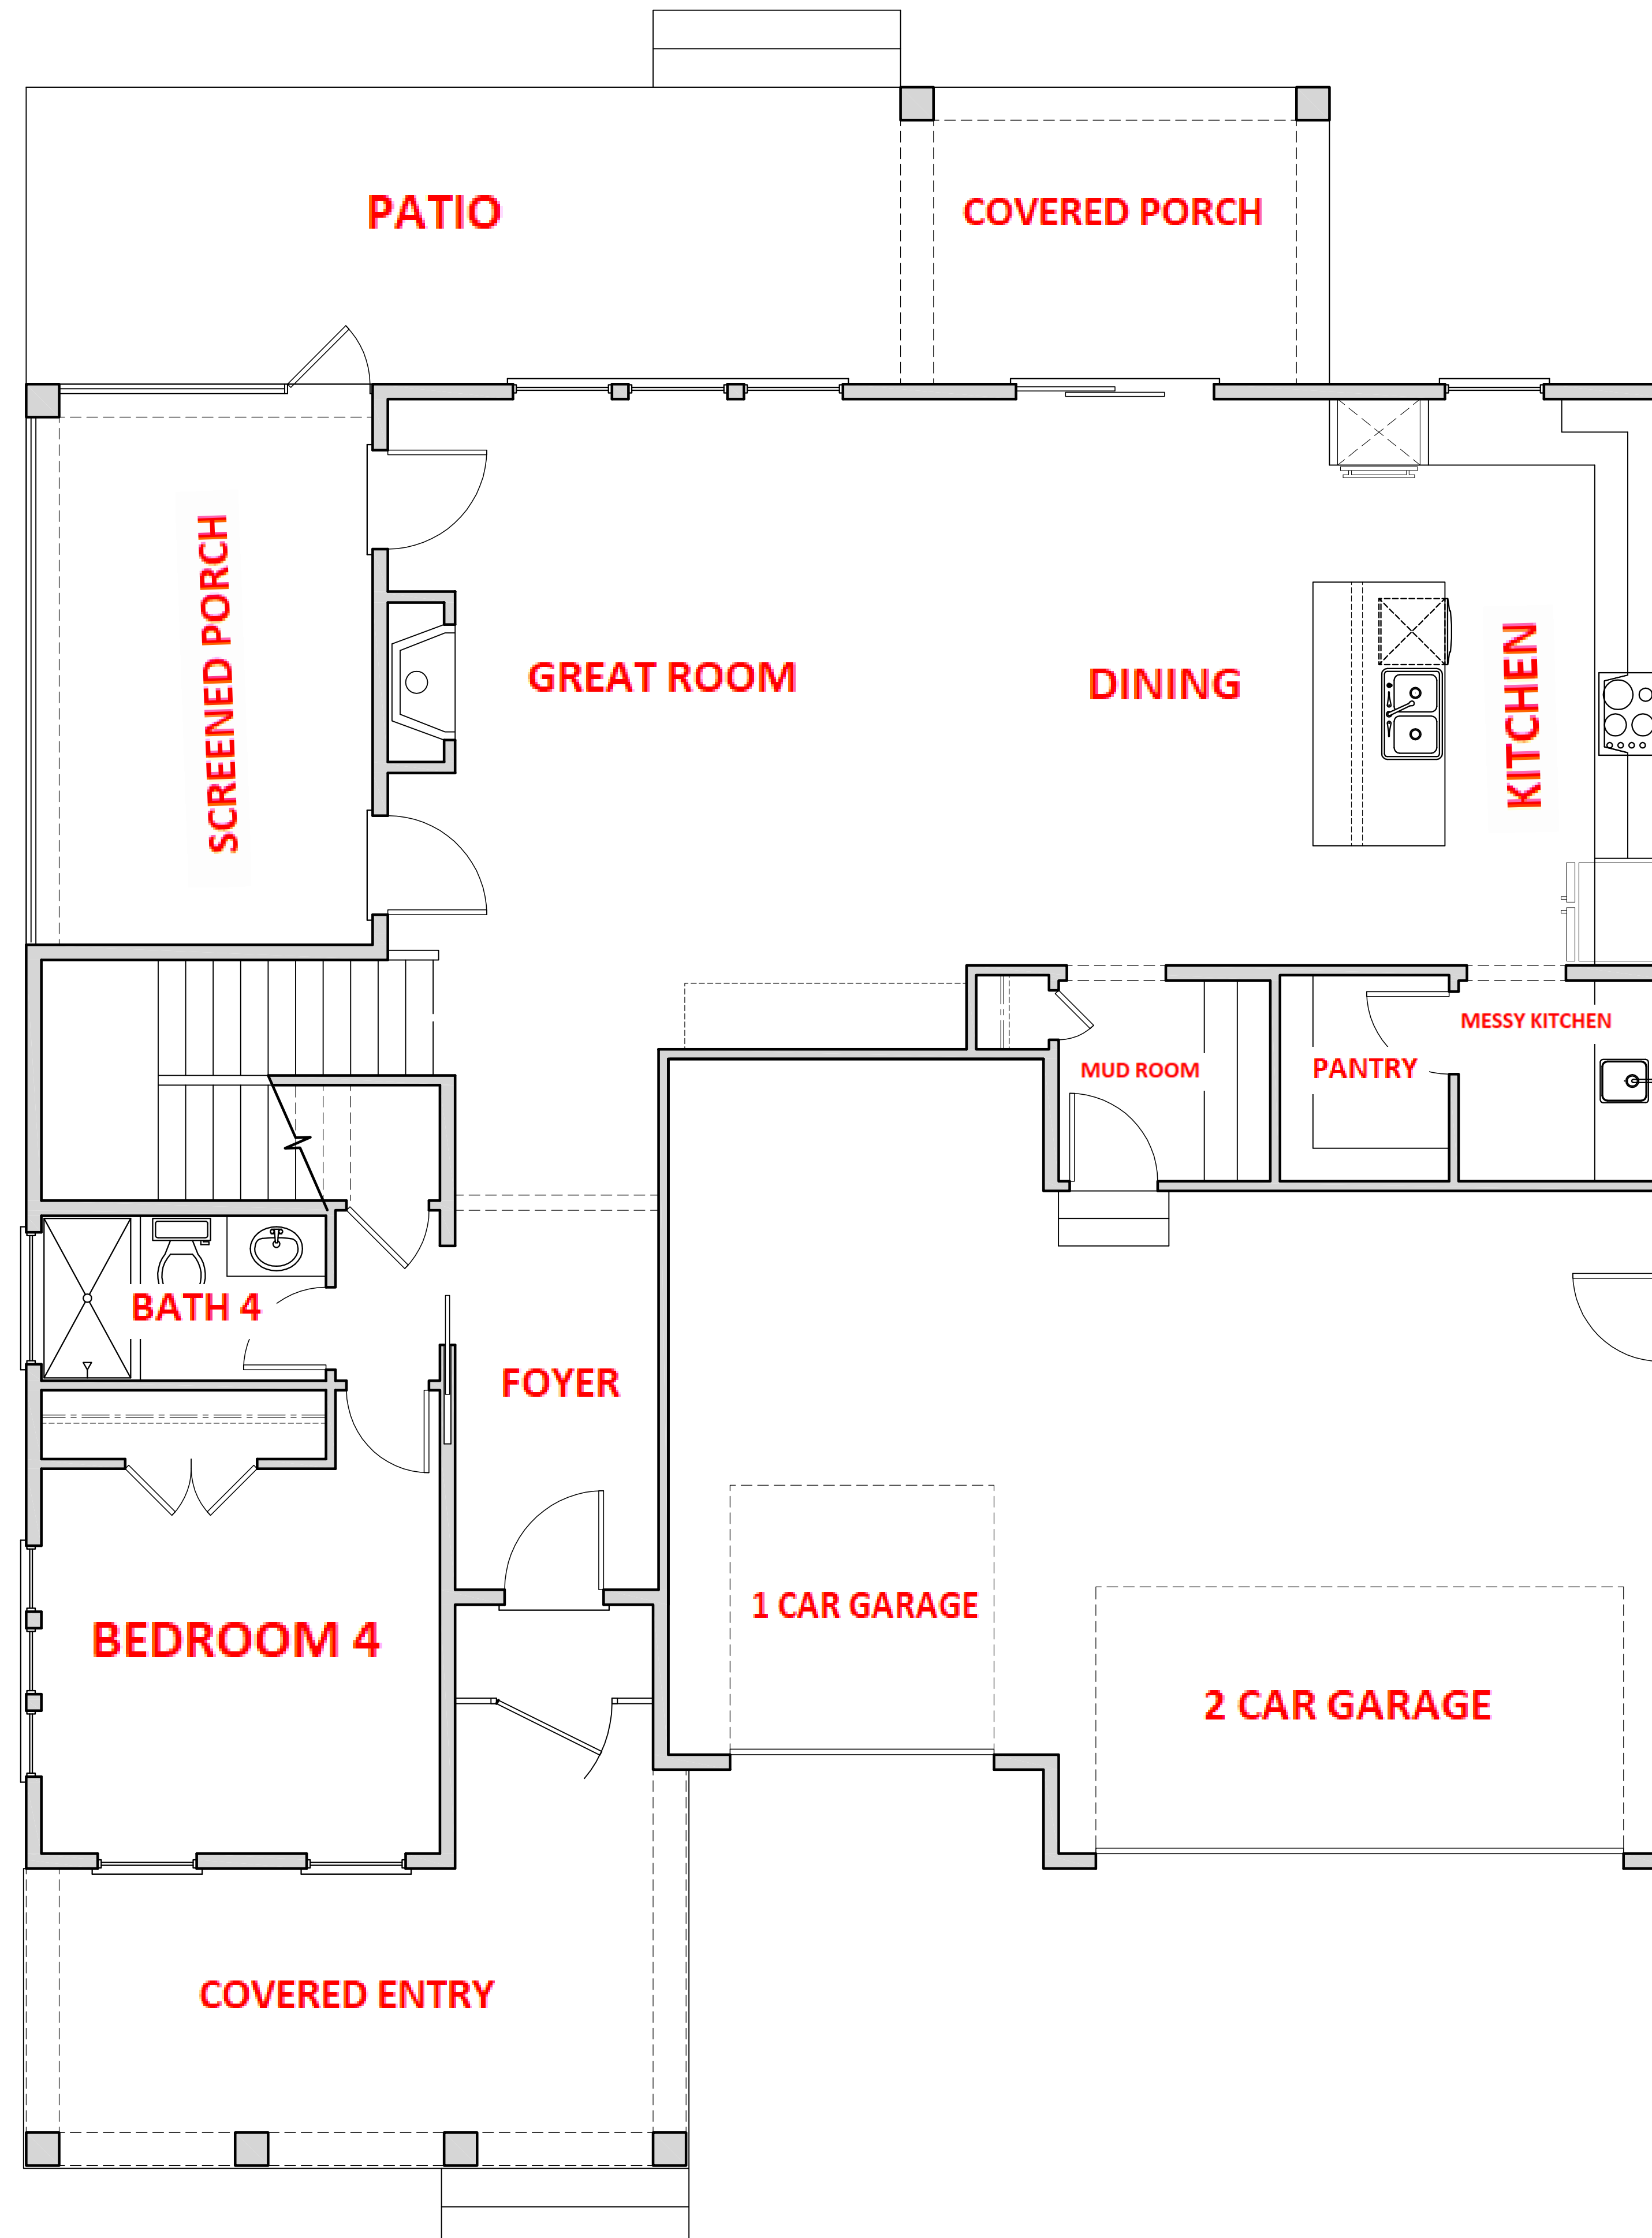 PATIO
COVERED PORCH
SCREENED PORCH
GREAT ROOM
DINING
KITCHEN
MESSY KITCHEN
MUD ROOM
PANTRY
BATH 4
FOYER
1 CAR GARAGE
BEDROOM 4
2 CAR GARAGE
COVERED ENTRY